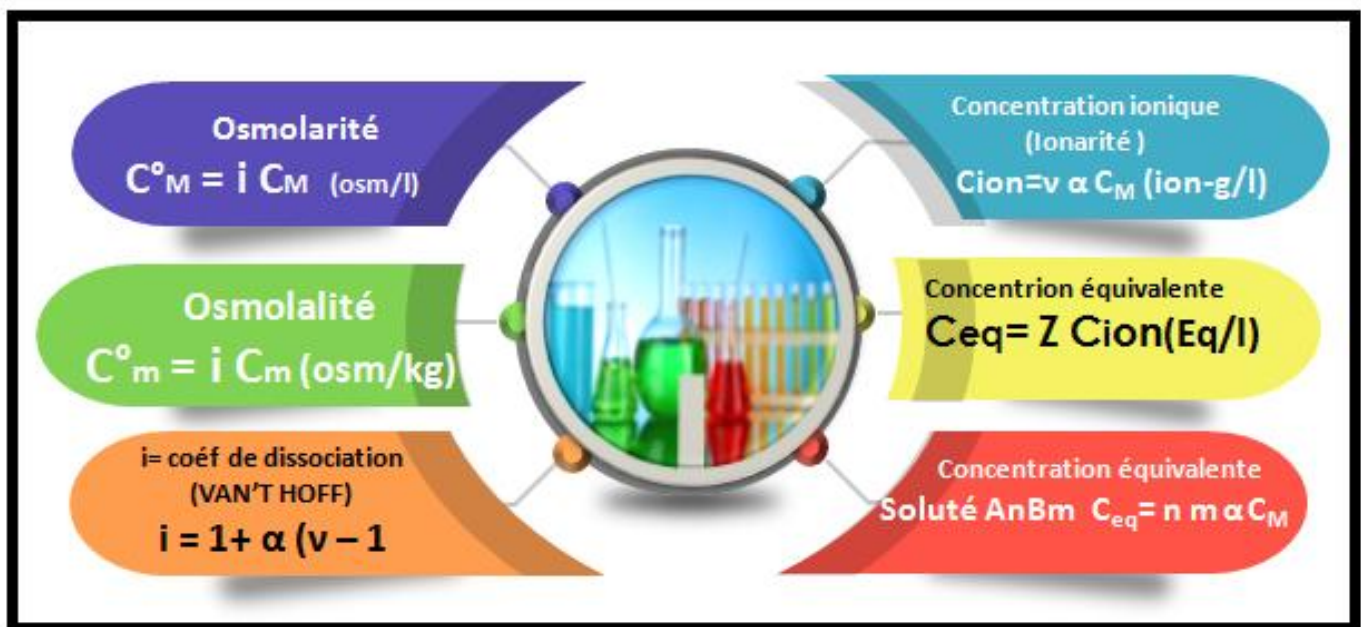 Osmolarité
C°M = i CM (osm/l)
Osmolalité
C°m = i Cm (osm/kg)
i= coéf de dissociation
(VAN'T HOFF)
i = 1+ α (ν – 1
Concentration ionique
(Ionarité )
Cion=ν α CM (ion-g/l)
Concentrion équivalente
Ceq= Z Cion(Eq/l)
Concentration équivalente
Soluté AnBm Ceq= n m α CM